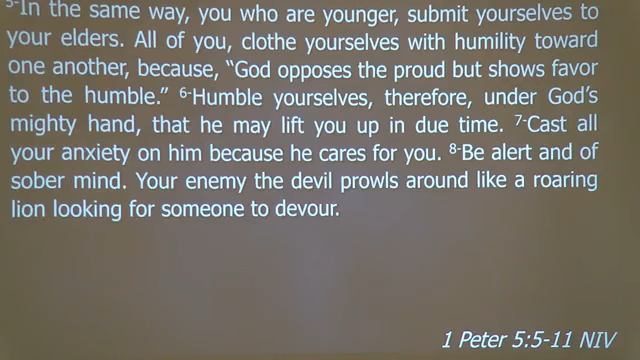 5-In the same way, you who are younger, submit yourselves to
your elders. All of you, clothe yourselves with humility toward
one another, because, “God opposes the proud but shows favor
to the humble.” 6-Humble yourselves, therefore, under God’s
mighty hand, that he may lift you up in due time. 7-Cast all
your anxiety on him because he cares for you. 8-Be alert and of
sober mind. Your enemy the devil prowls around like a roaring
lion looking for someone to devour.
1 Peter 5:5-11 NIV